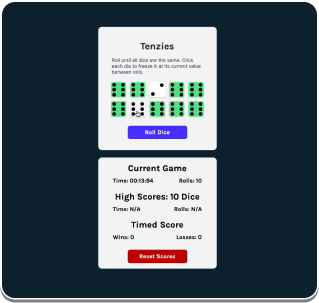 Tenzies
Roll until all dice are the same. Click
each die to freeze it at its current value
between rolls.
Roll Dice
Current Game
Time: 00:13:94 Rolls: 10
High Scores: 10 Dice
Time: N/A Rolls: N/A
Timed Score
Wins: 0 Losses: 0
Reset Scores